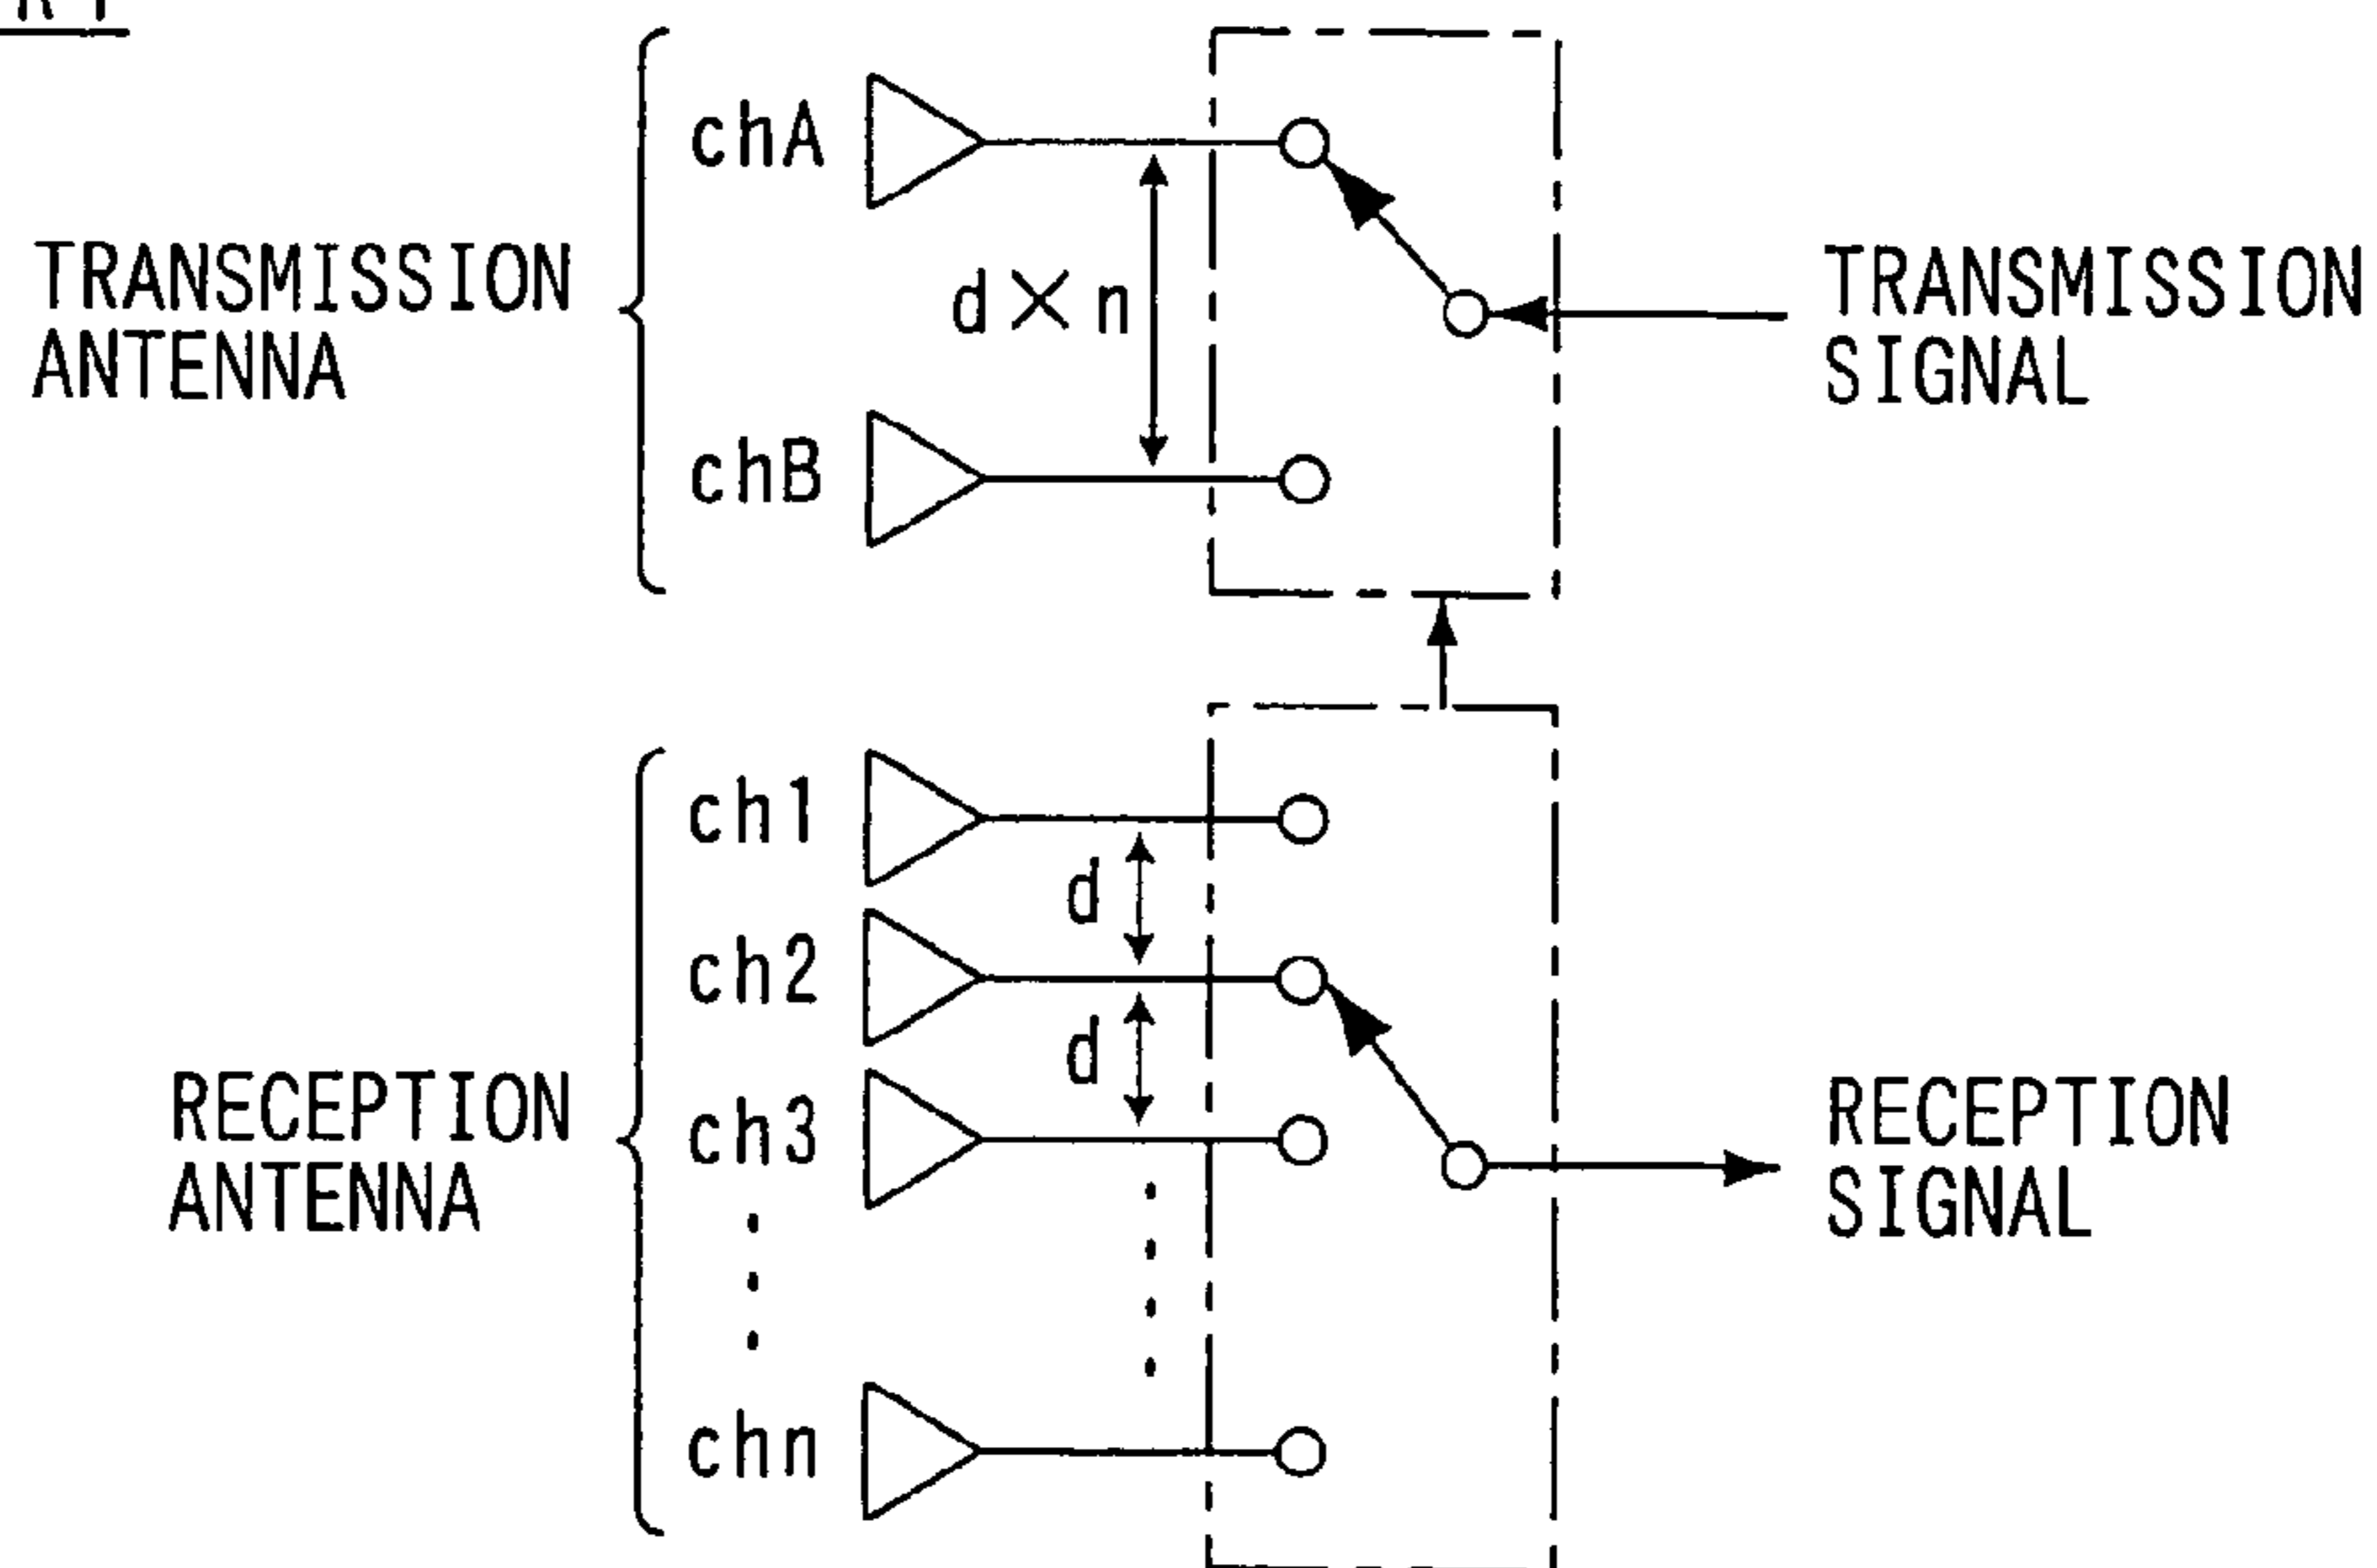 chA
TRANSMISSION
ANTENNA
d×n
TRANSMISSION
SIGNAL
chB
ch1
d
ch2
d
RECEPTION
ANTENNA
ch3
RECEPTION
SIGNAL
chn